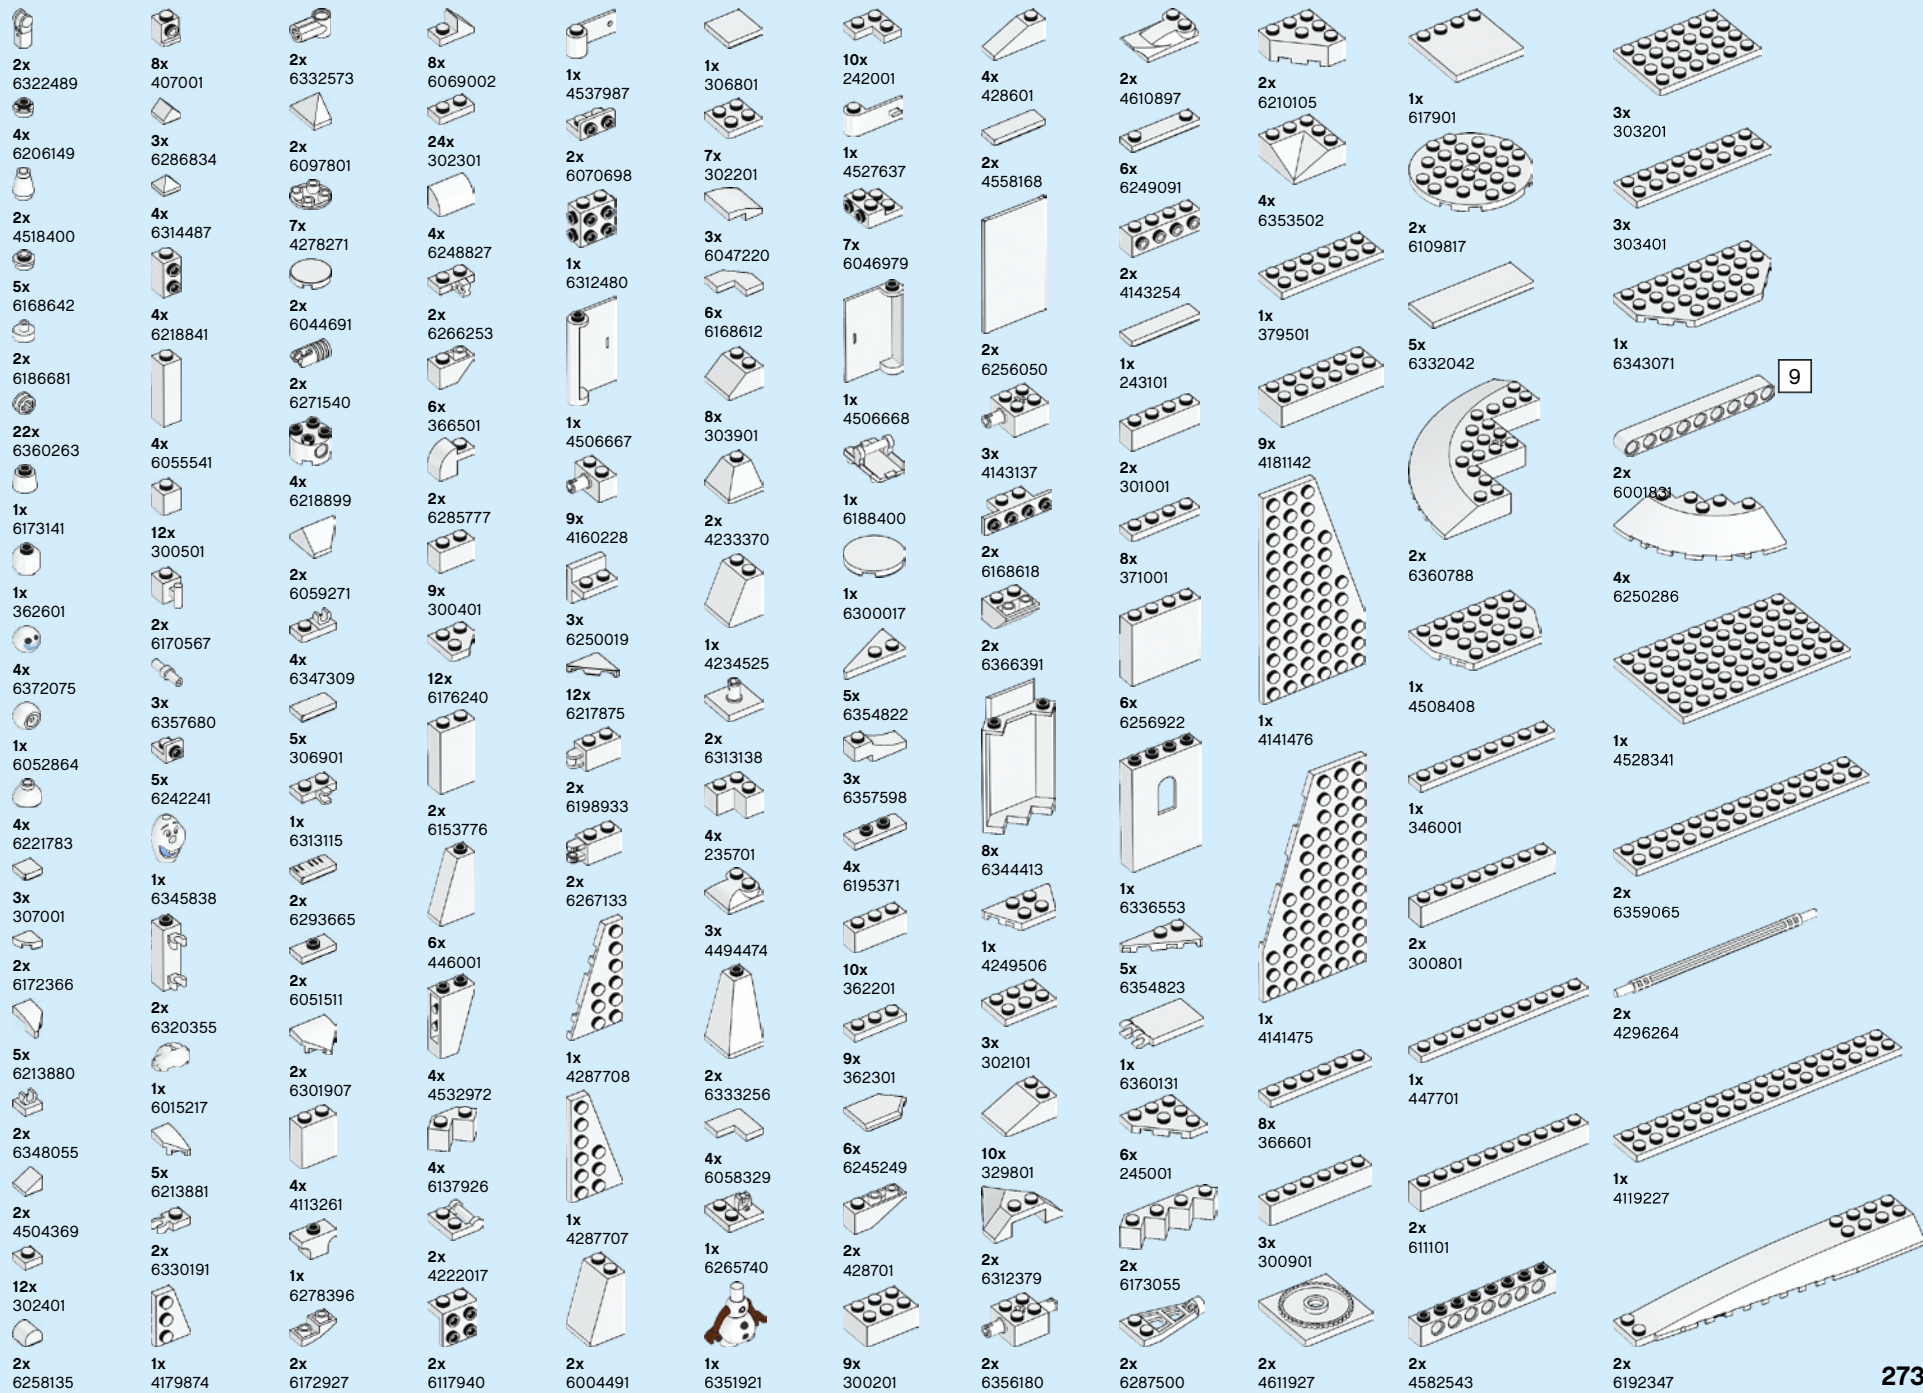 2x
6322489
4x
6206149
2x
4518400
5x
6168642
2x
6186681
22x
6360263
1x
6173141
1x
362601
4x
6372075
1x
6052864
4x
6221783
3x
307001
2x
6172366
5x
6213880
2x
6348055
2x
4504369
12x
302401
2x
6258135
8x
407001
3x
6286834
4x
6314487
4x
6218841
4x
6055541
12x
300501
2x
6170567
3x
6357680
5x
6242241
1x
6345838
2x
6320355
1x
6015217
5x
6213881
2x
6330191
1x
4179874
2x
6332573
2x
6097801
7x
4278271
2x
6044691
2x
6271540
4x
6218899
2x
6059271
4x
6347309
5x
306901
1x
6313115
2x
6293665
2x
6051511
2x
6301907
4x
4113261
1x
6278396
2x
6172927
8x
6069002
24x
302301
4x
6248827
2x
6266253
6x
366501
2x
6285777
9x
300401
12x
6176240
2x
6153776
6x
446001
4x
4532972
4x
6137926
2x
4222017
2x
6117940
1x
4537987
2x
6070698
1x
6312480
1x
4506667
9x
4160228
3x
6250019
12x
6217875
2x
6198933
2x
6267133
1x
4287708
1x
4287707
2x
6004491
1x
306801
7x
302201
3x
6047220
6x
6168612
8x
303901
2x
4233370
1x
4234525
2x
6313138
4x
235701
3x
4494474
2x
6333256
4x
6058329
1x
6265740
1x
6351921
10x
242001
1x
4527637
7x
6046979
1x
4506668
1x
6188400
1x
6300017
5x
6354822
3x
6357598
4x
6195371
10x
362201
9x
362301
6x
6245249
2x
428701
9x
300201
4x
428601
2x
4558168
2x
6256050
3x
4143137
2x
6168618
2x
6366391
8x
6344413
1x
4249506
3x
302101
10x
329801
2x
6312379
2x
6356180
2x
4610897
6x
6249091
2x
4143254
1x
243101
2x
301001
8x
371001
6x
6256922
1x
6336553
5x
6354823
1x
6360131
6x
245001
2x
6173055
2x
6287500
2x
6210105
4x
6353502
1x
379501
9x
4181142
1x
4141476
1x
4141475
8x
366601
3x
300901
2x
4611927
1x
617901
2x
6109817
5x
6332042
2x
6360788
1x
4508408
1x
346001
2x
300801
1x
447701
2x
611101
2x
4582543
3x
303201
3x
303401
1x
6343071
9
2x
6001831
4x
6250286
1x
4528341
2x
6359065
2x
4296264
1x
4119227
2x
6192347
273